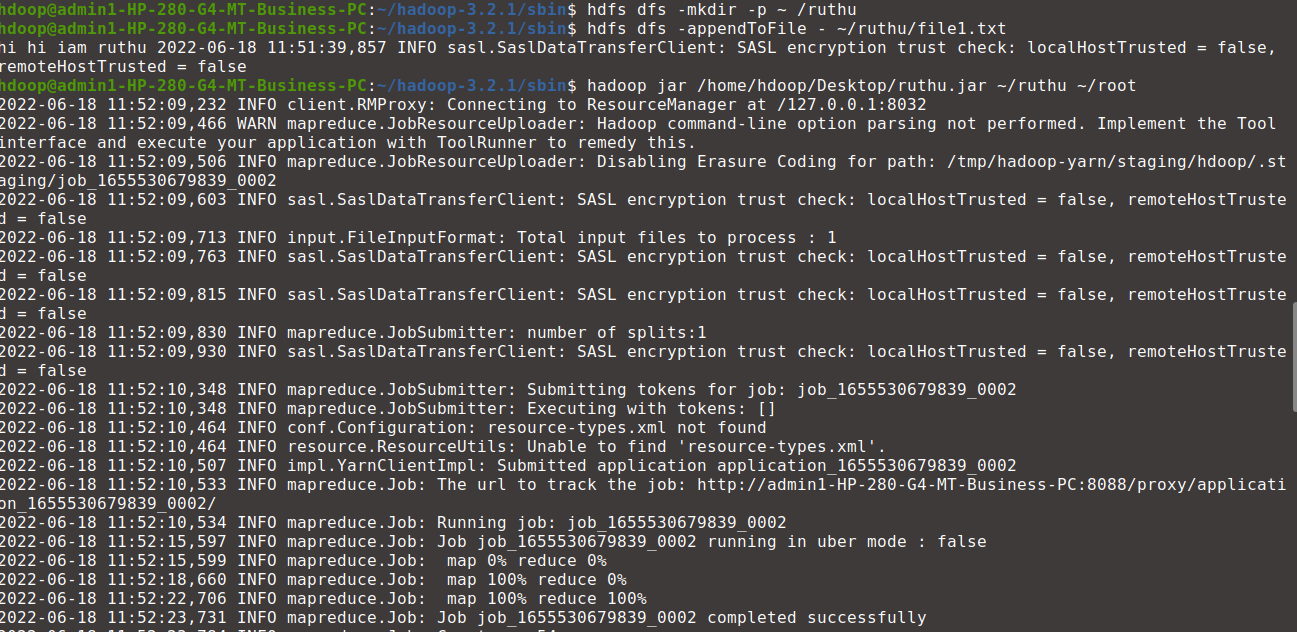 hdoop@admin1-HP-280-G4-MT-Business-PC:~/hadoop-3.2.1/sbin$ hdfs dfs -mkdir -p ~ /ruthu
hdoop@admin1-HP-280-G4-MT-Business-PC:~/hadoop-3.2.1/sbin$ hdfs dfs -appendToFile - ~/ruthu/file1.txt
hi hi iam ruthu 2022-06-18 11:51:39,857 INFO sasl.SaslDataTransferClient: SASL encryption trust check: localHostTrusted = false,
remoteHostTrusted = false
hdoop@admin1-HP-280-G4-MT-Business-PC:~/hadoop-3.2.1/sbin$ hadoop jar /home/hdoop/Desktop/ruthu.jar ~/ruthu ~/root
2022-06-18 11:52:09,232 INFO client.RMProxy: Connecting to ResourceManager at /127.0.0.1:8032
2022-06-18 11:52:09,466 WARN mapreduce.JobResourceUploader: Hadoop command-line option parsing not performed. Implement the Tool
interface and execute your application with ToolRunner to remedy this.
2022-06-18 11:52:09,506 INFO mapreduce.JobResourceUploader: Disabling Erasure Coding for path: /tmp/hadoop-yarn/staging/hdoop/.st
aging/job_1655530679839_0002
2022-06-18 11:52:09,603 INFO sasl.SaslDataTransferClient: SASL encryption trust check: localHostTrusted = false, remoteHostTruste
d = false
2022-06-18 11:52:09,713 INFO input.FileInputFormat: Total input files to process : 1
2022-06-18 11:52:09,763 INFO sasl.SaslDataTransferClient: SASL encryption trust check: localHostTrusted = false, remoteHostTruste
d = false
2022-06-18 11:52:09,815 INFO sasl.SaslDataTransferClient: SASL encryption trust check: localHostTrusted = false, remoteHostTruste
d = false
2022-06-18 11:52:09,830 INFO mapreduce.JobSubmitter: number of splits:1
2022-06-18 11:52:09,930 INFO sasl.SaslDataTransferClient: SASL encryption trust check: localHostTrusted = false, remoteHostTruste
d = false
2022-06-18 11:52:10,348 INFO mapreduce.JobSubmitter: Submitting tokens for job: job_1655530679839_0002
2022-06-18 11:52:10,348 INFO mapreduce.JobSubmitter: Executing with tokens: []
2022-06-18 11:52:10,464 INFO conf.Configuration: resource-types.xml not found
2022-06-18 11:52:10,464 INFO resource.ResourceUtils: Unable to find 'resource-types.xml'.
2022-06-18 11:52:10,507 INFO impl.YarnClientImpl: Submitted application application_1655530679839_0002
2022-06-18 11:52:10,533 INFO mapreduce.Job: The url to track the job: http://admin1-HP-280-G4-MT-Business-PC:8088/proxy/applicati
on_1655530679839_0002/
2022-06-18 11:52:10,534 INFO mapreduce.Job: Running job: job_1655530679839_0002
2022-06-18 11:52:15,597 INFO mapreduce.Job: Job job_1655530679839_0002 running in uber mode : false
2022-06-18 11:52:15,599 INFO mapreduce.Job:  map 0% reduce 0%
2022-06-18 11:52:18,660 INFO mapreduce.Job:  map 100% reduce 0%
2022-06-18 11:52:22,706 INFO mapreduce.Job:  map 100% reduce 100%
2022-06-18 11:52:23,731 INFO mapreduce.Job: Job job_1655530679839_0002 completed successfully